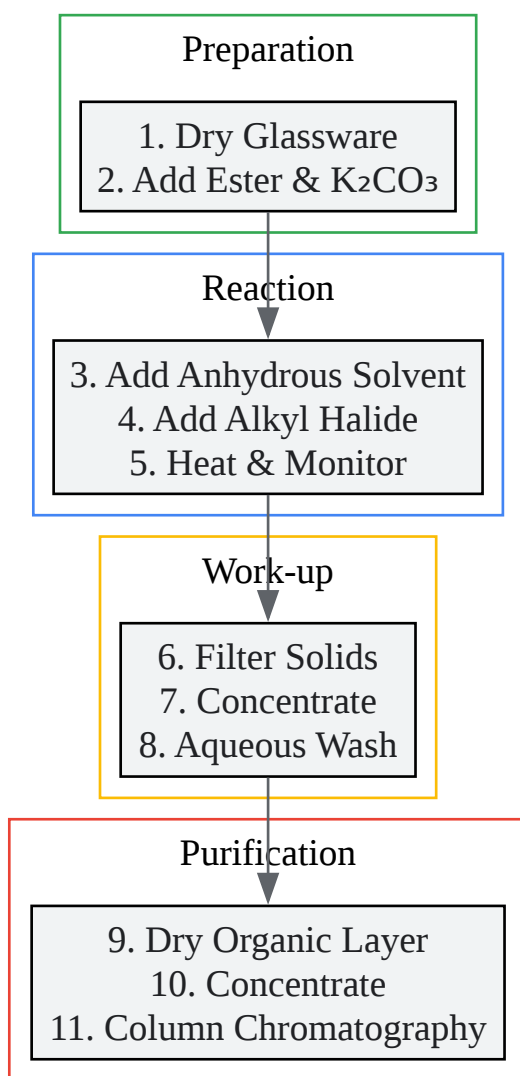 Preparation
1. Dry Glassware
2. Add Ester & K₂CO₃
Reaction
3. Add Anhydrous Solvent
4. Add Alkyl Halide
5. Heat & Monitor
Work-up
6. Filter Solids
7. Concentrate
8. Aqueous Wash
Purification
9. Dry Organic Layer
10. Concentrate
11. Column Chromatography